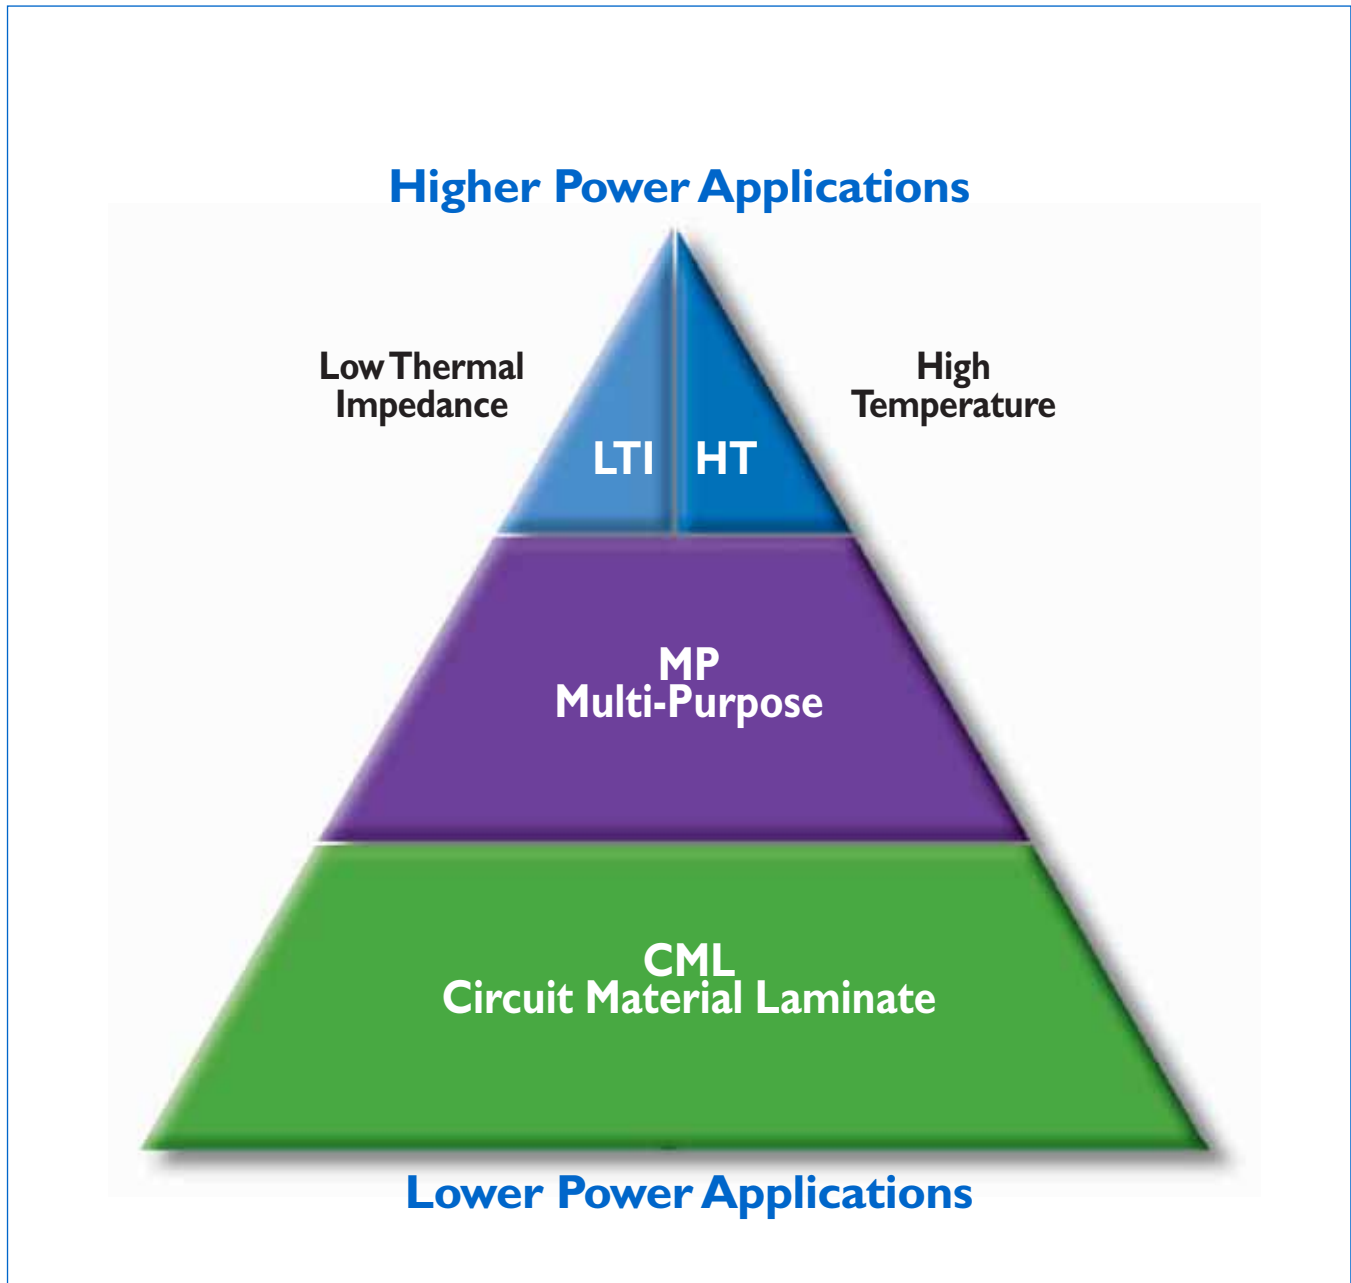 Higher Power Applications
Low Thermal
Impedance
High
Temperature
LTI
HT
MP
Multi-Purpose
CML
Circuit Material Laminate
Lower Power Applications